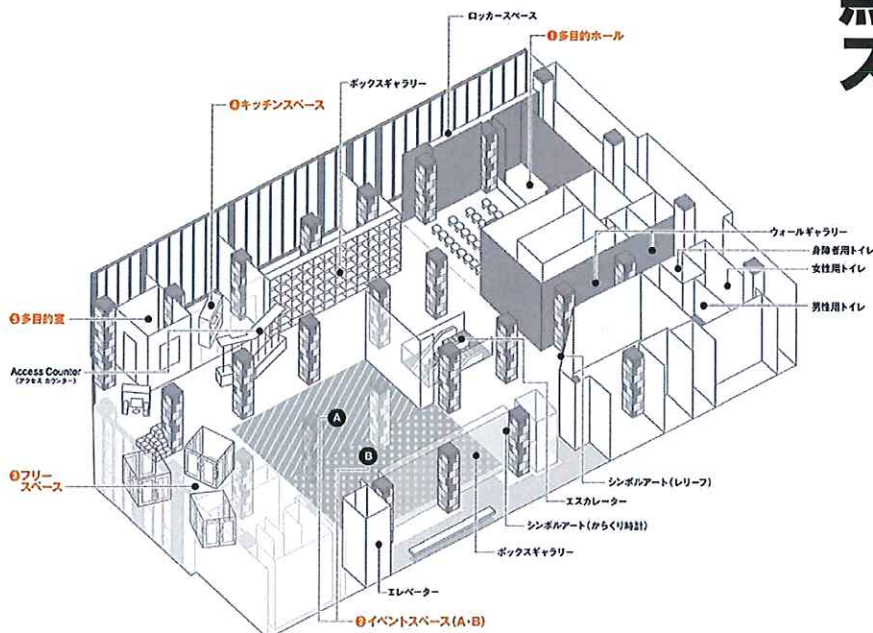 ロッカースペース
❶多目的ホール
ボックスギャラリー
❹キッチンスペース
ウォールギャラリー
身障者用トイレ
女性用トイレ
男性用トイレ
❺多目的室
Access Counter
(アクセス カウンター)
A
B
❸フリー
スペース
シンボルアート(レリーフ)
エスカレーター
シンボルアート(からくり時計)
ボックスギャラリー
エレベーター
❷イベントスペース(A・B)